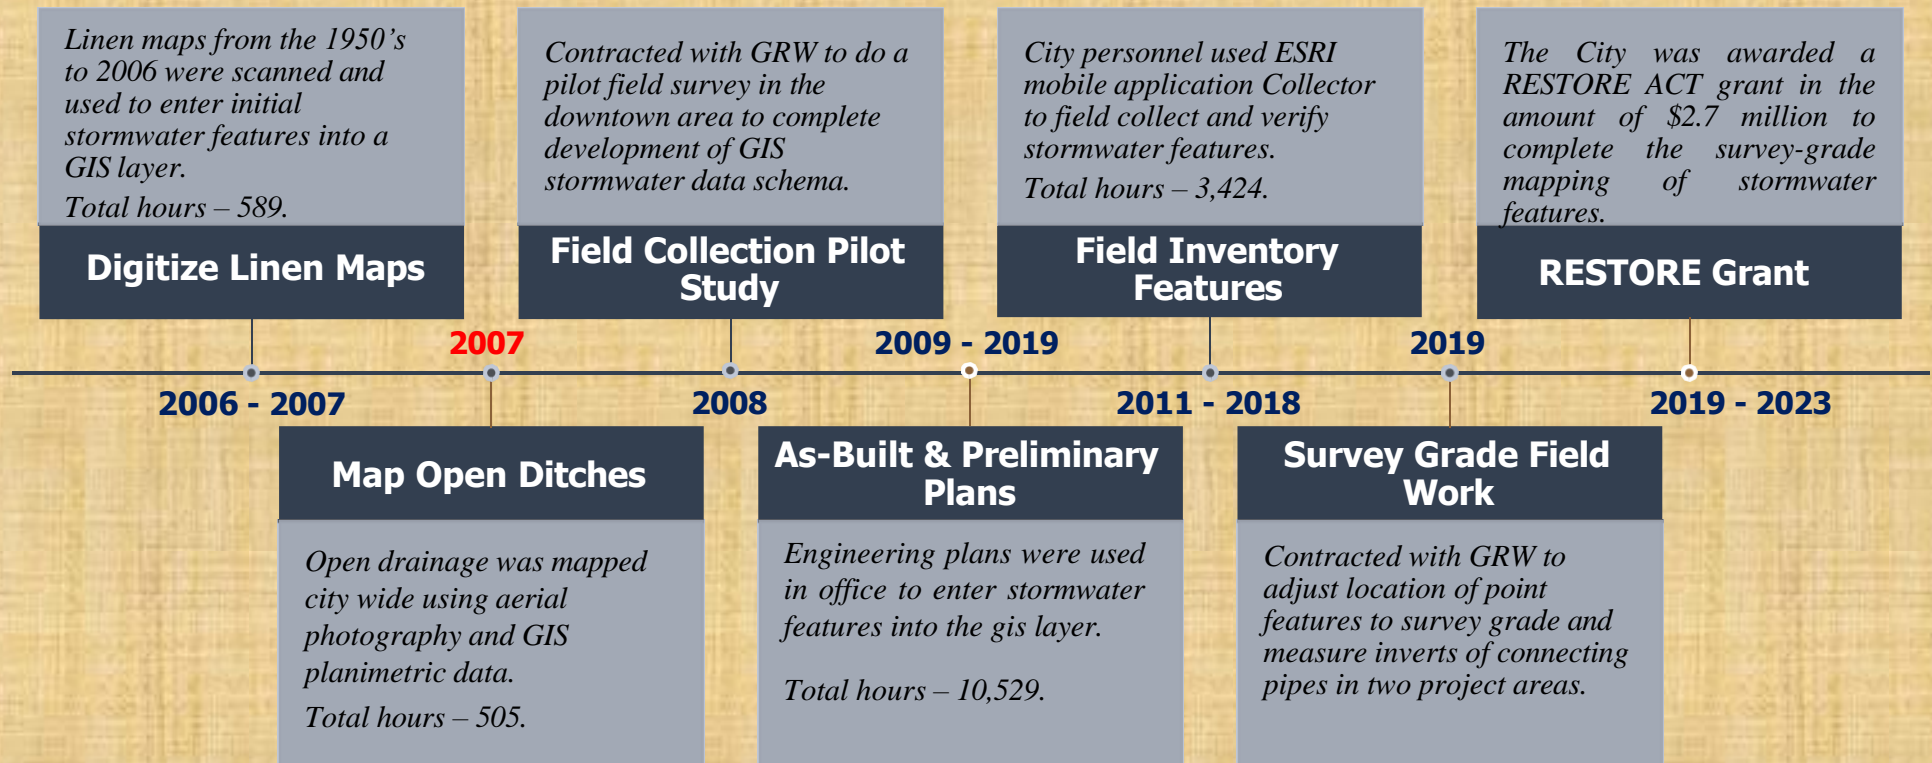 Linen maps from the 1950’s
to 2006 were scanned and
used to enter initial
stormwater features into a
GIS layer.
Total hours – 589.
Digitize Linen Maps
2006 - 2007
2007
Map Open Ditches
Open drainage was mapped
city wide using aerial
photography and GIS
planimetric data.
Total hours – 505.
Contracted with GRW to do a
pilot field survey in the
downtown area to complete
development of GIS
stormwater data schema.
Field Collection Pilot
Study
2008
2009 - 2019
As-Built & Preliminary
Plans
Engineering plans were used
in office to enter stormwater
features into the gis layer.
Total hours – 10,529.
City personnel used ESRI
mobile application Collector
to field collect and verify
stormwater features.
Total hours – 3,424.
Field Inventory
Features
2011 - 2018
2019
Survey Grade Field
Work
Contracted with GRW to
adjust location of point
features to survey grade and
measure inverts of connecting
pipes in two project areas.
The City was awarded a
RESTORE ACT grant in the
amount of $2.7 million to
complete the survey-grade
mapping of stormwater
features.
RESTORE Grant
2019 - 2023